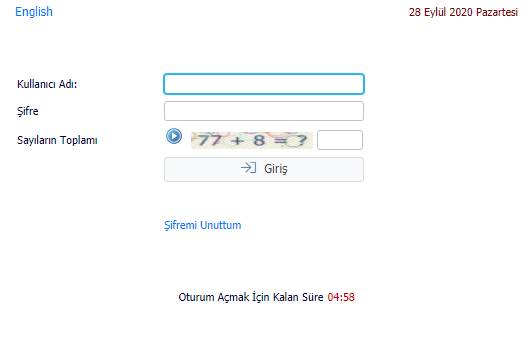 English
28 Eylül 2020 Pazartesi
Kullanıcı Adı:
Şifre
Sayıların Toplamı 77 + 8 = ?
Giriş
Şifremi Unuttum
Oturum Açmak İçin Kalan Süre 04:58